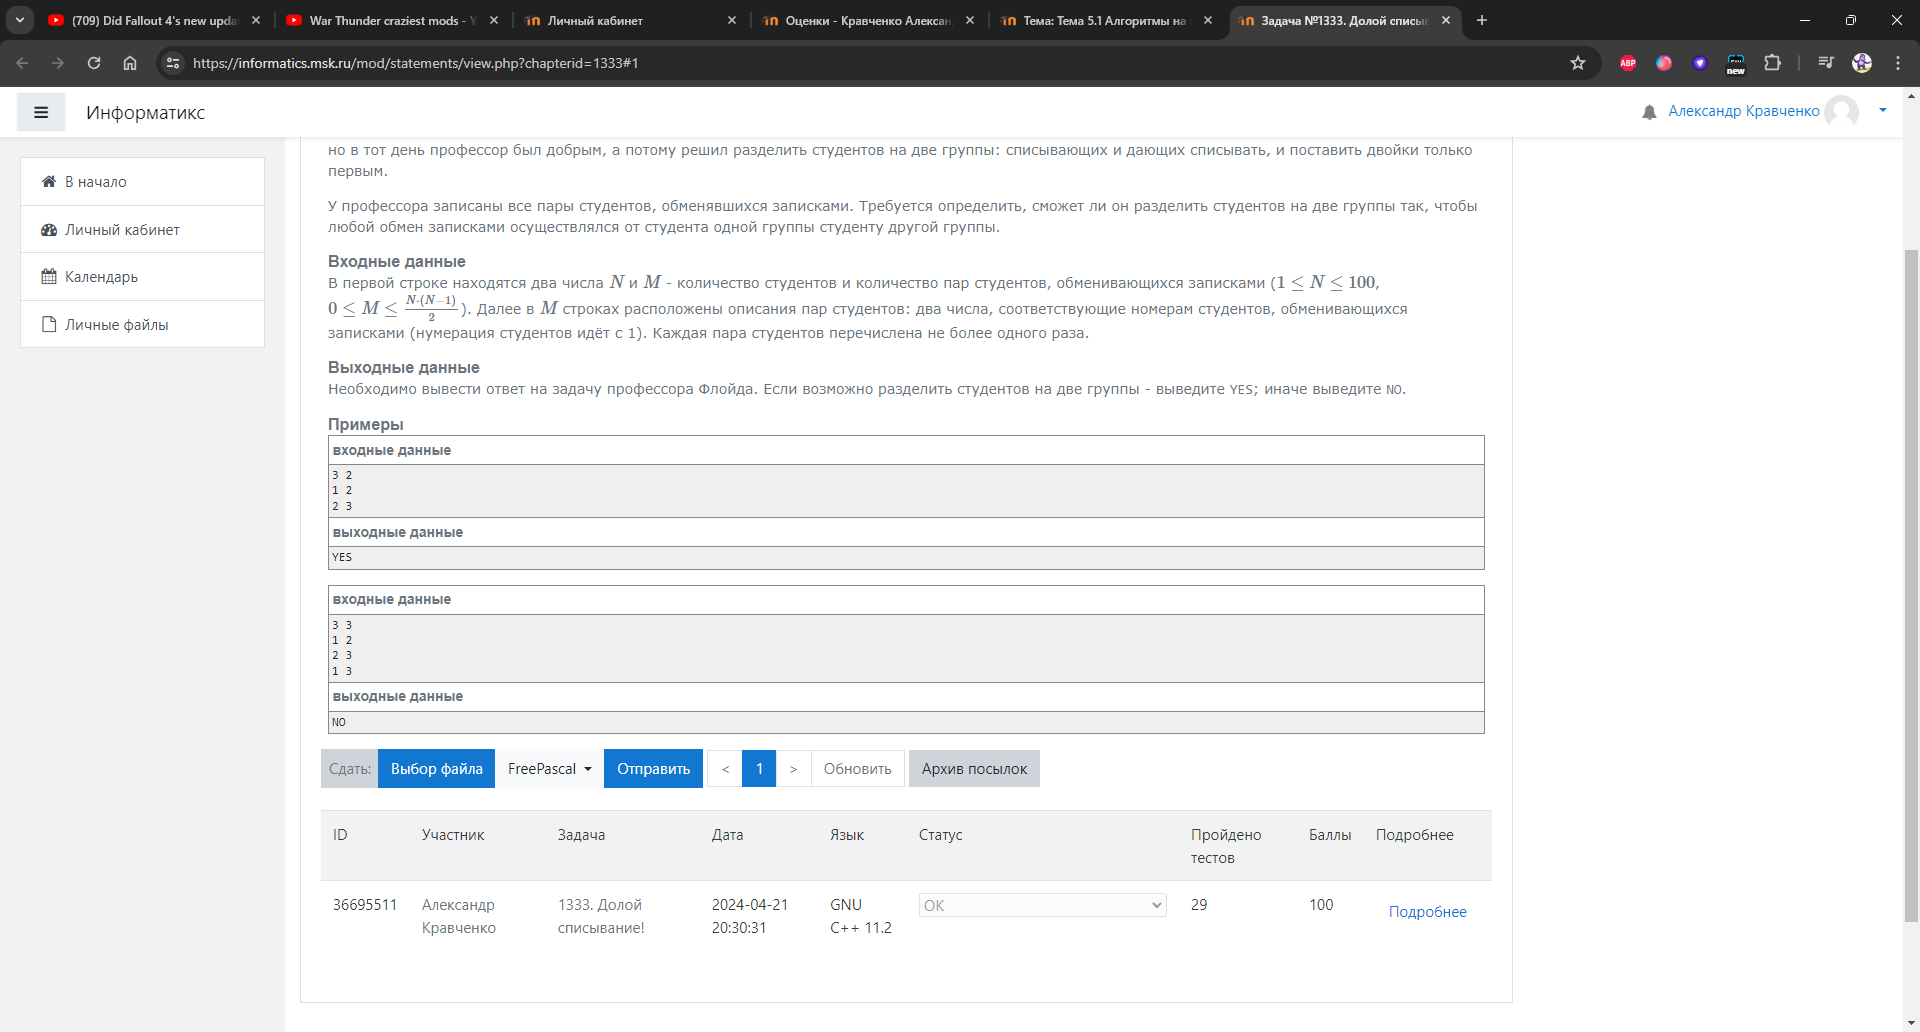 (709) Did Fallout 4's new upda
War Thunder craziest mods - Y
Личный кабинет
Оценки - Кравченко Алексан
Тема: Тема 5.1 Алгоритмы на
Задача №1333. Долой списы
https://informatics.msk.ru/mod/statements/view.php?chapterid=1333#1
ABP
new
Информатикс
Александр Кравченко
В начало
Личный кабинет
Календарь
Личные файлы
но в тот день профессор был добрым, а потому решил разделить студентов на две группы: списывающих и дающих списывать, и поставить двойки только
первым.
У профессора записаны все пары студентов, обменявшихся записками. Требуется определить, сможет ли он разделить студентов на две группы так, чтобы
любой обмен записками осуществлялся от студента одной группы студенту другой группы.
Входные данные
В первой строке находятся два числа N и M - количество студентов и количество пар студентов, обменивающихся записками (1 ≤ N ≤ 100,
0 ≤ M ≤ N·(N−1)/2). Далее в M строках расположены описания пар студентов: два числа, соответствующие номерам студентов, обменивающихся
записками (нумерация студентов идёт с 1). Каждая пара студентов перечислена не более одного раза.
Выходные данные
Необходимо вывести ответ на задачу профессора Флойда. Если возможно разделить студентов на две группы - выведите YES; иначе выведите NO.
Примеры
входные данные
3 2
1 2
2 3
выходные данные
YES
входные данные
3 3
1 2
2 3
1 3
выходные данные
NO
Сдать: Выбор файла FreePascal Отправить < 1 > Обновить Архив посылок
ID Участник Задача Дата Язык Статус Пройдено тестов Баллы Подробнее
36695511 Александр Кравченко 1333. Долой списывание! 2024-04-21 20:30:31 GNU C++ 11.2 OK 29 100 Подробнее